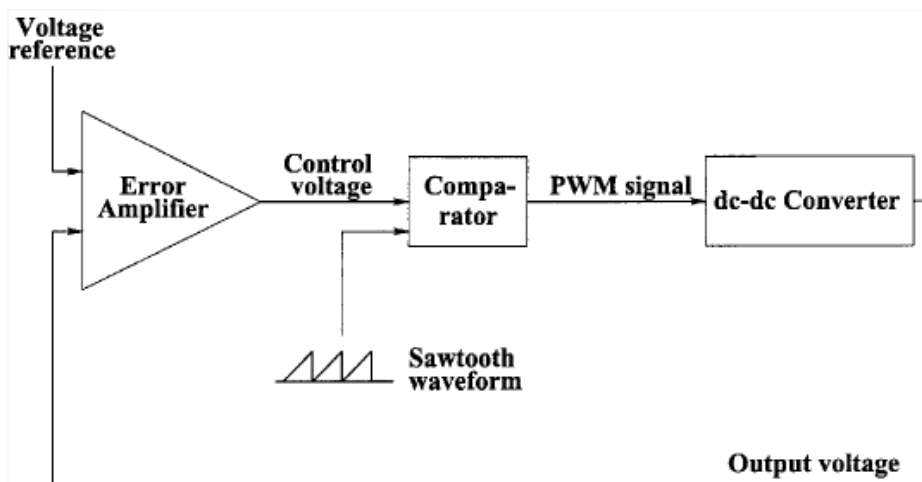 Voltage
reference
Error
Amplifier
Control
voltage
Compa-
rator
PWM signal
dc-dc Converter
Sawtooth
waveform
Output voltage